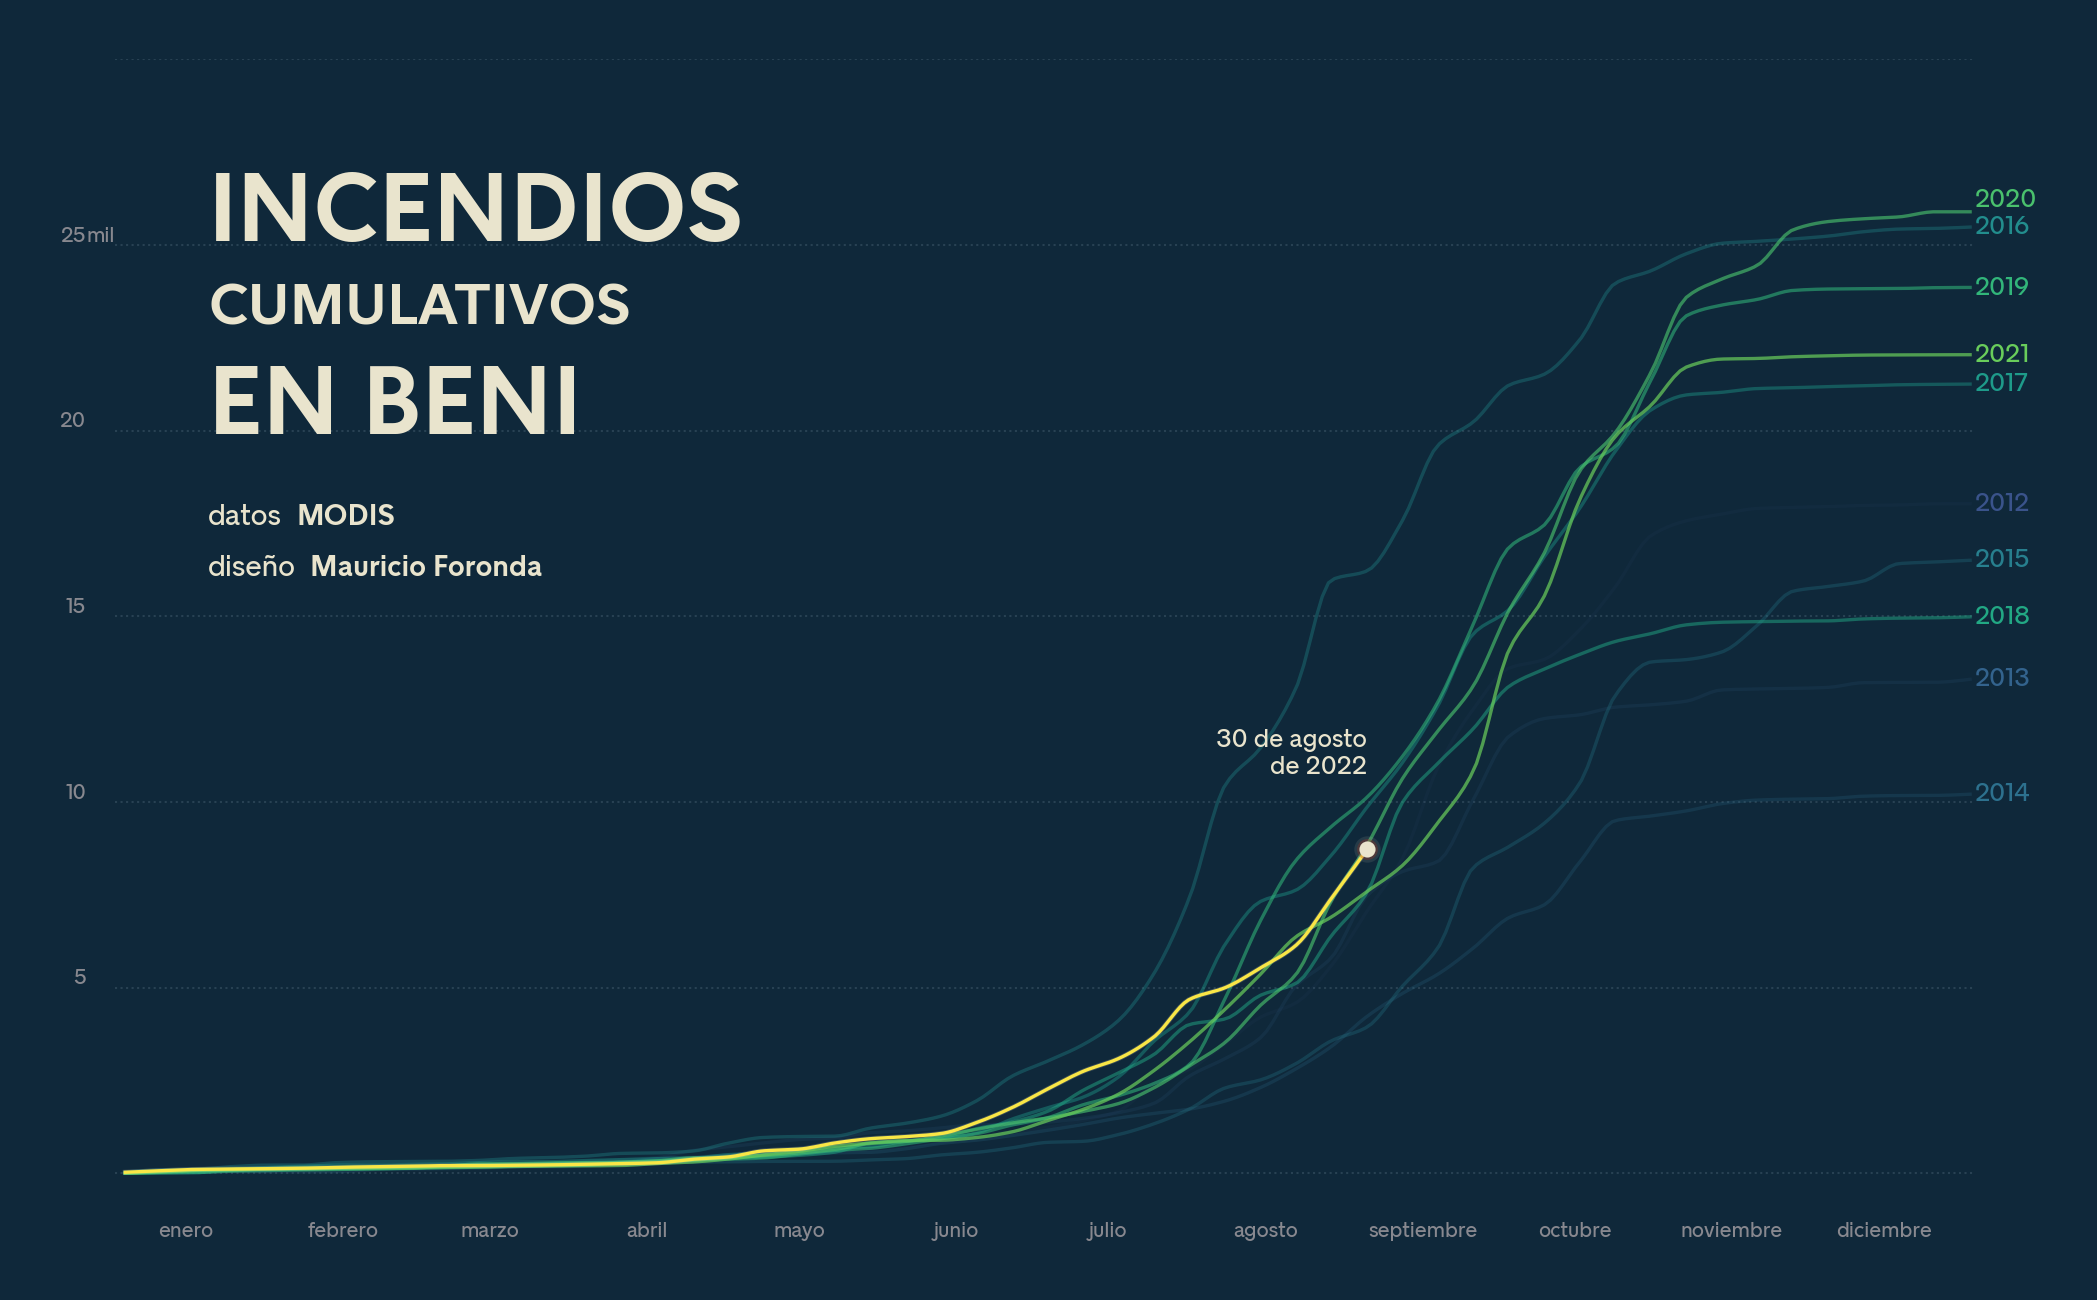 INCENDIOS
CUMULATIVOS
EN BENI
datos MODIS
diseño Mauricio Foronda
25 mil
20
15
10
5
30 de agosto
de 2022
2020
2016
2019
2021
2017
2012
2015
2018
2013
2014
enero febrero marzo abril mayo junio julio agosto septiembre octubre noviembre diciembre